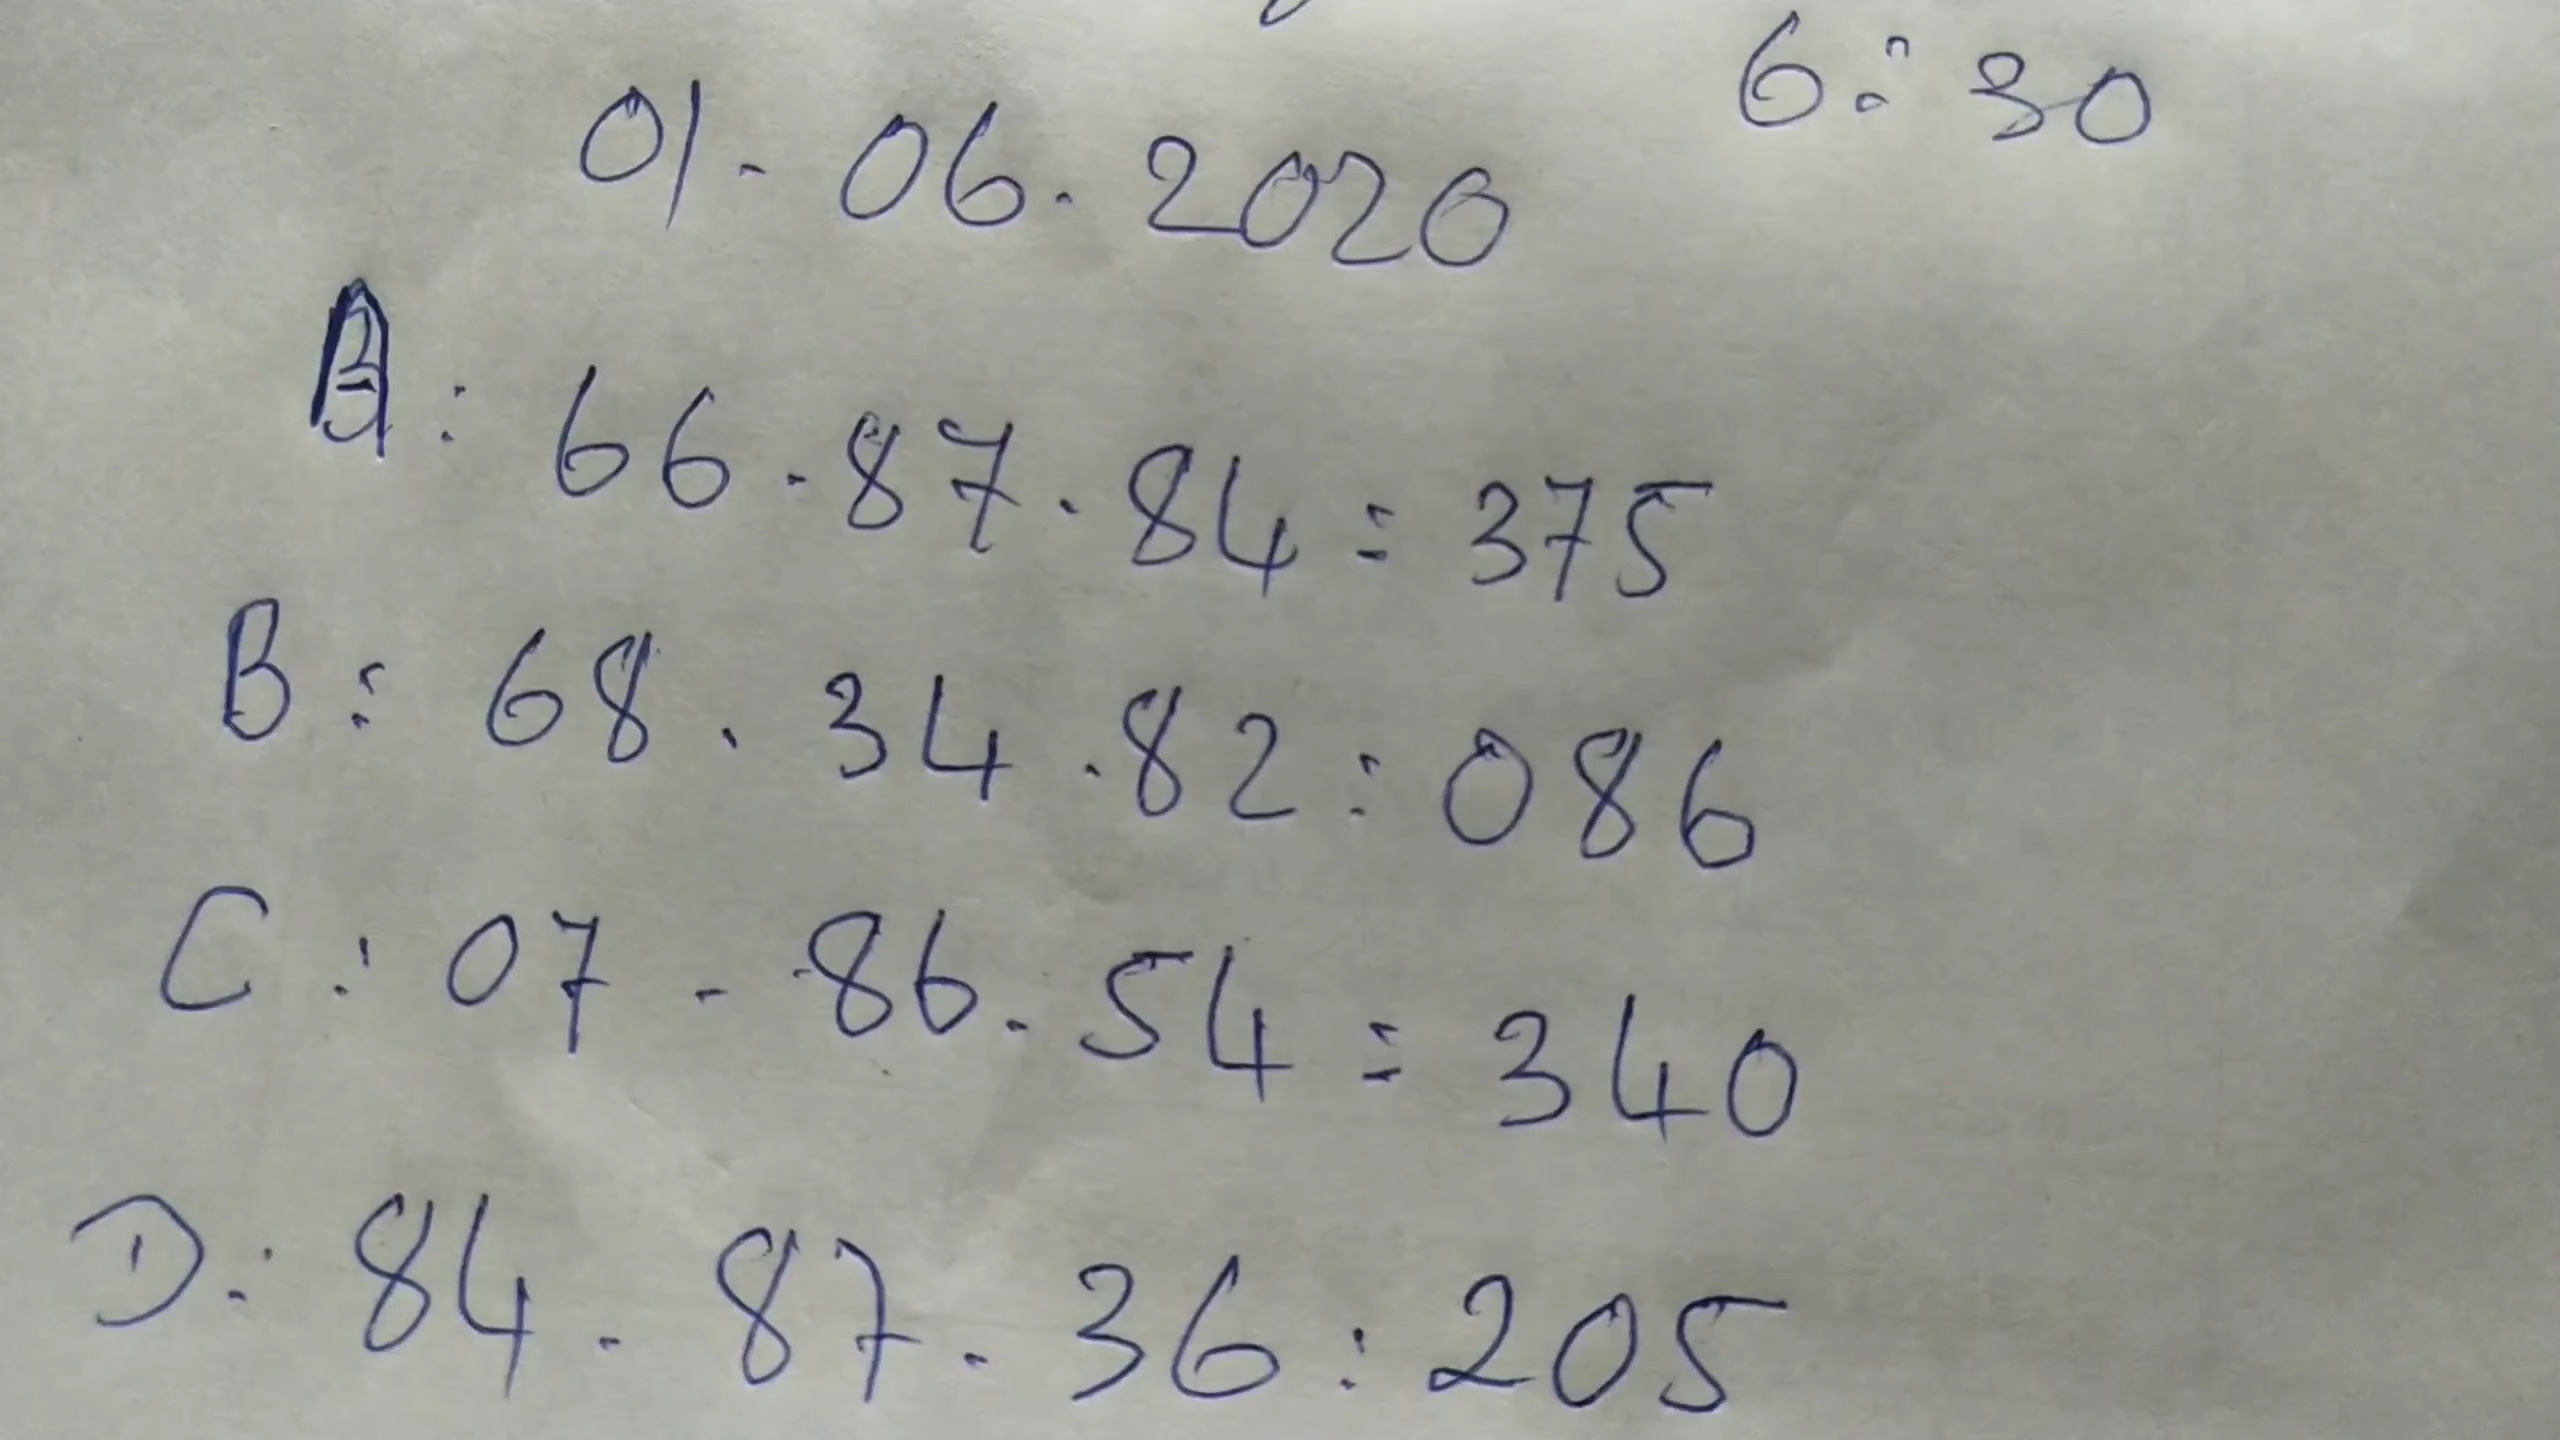 6:30
01.06.2020
A: 66.87.84 = 375
B: 68.34.82: 086
C: 07-86.54 = 340
D: 84.87.36: 205